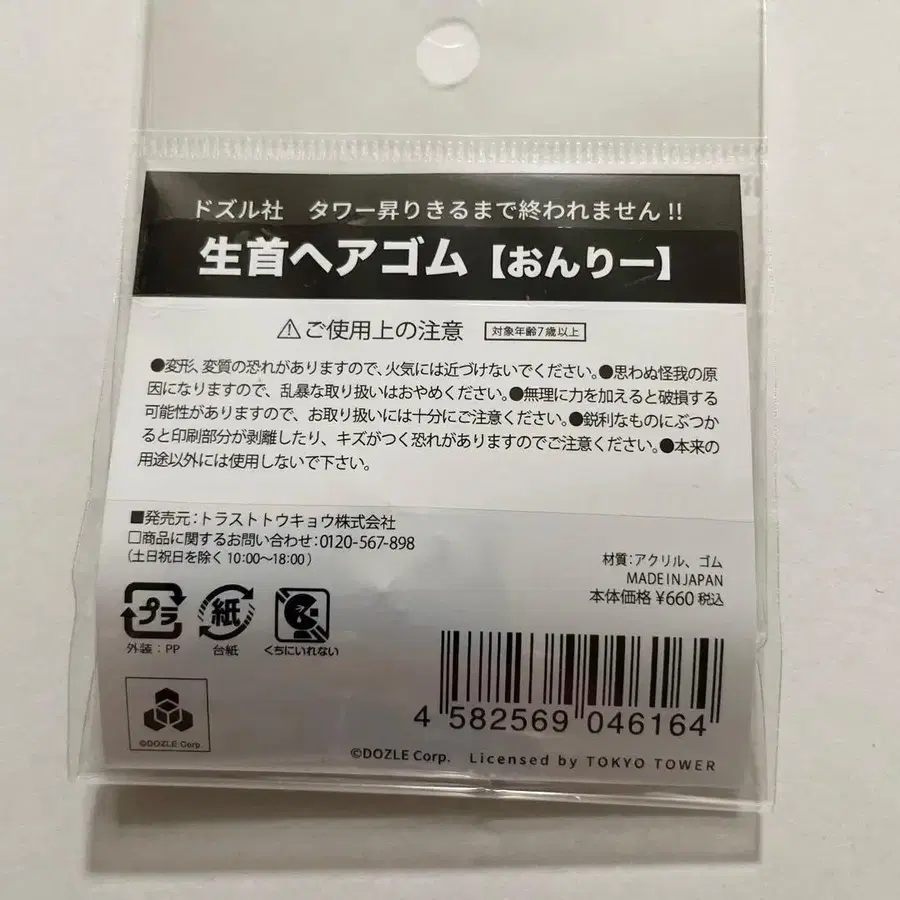 ドズル社　タワー昇りきるまで終われません!!
生首ヘアゴム【おんりー】
⚠ご使用上の注意 対象年齢7歳以上
●変形、変質の恐れがありますので、火気には近づけないでください。●思わぬ怪我の原
因になりますので、乱暴な取り扱いはおやめください。●無理に力を加えると破損する
可能性がありますので、お取り扱いには十分にご注意ください。●鋭利なものにぶつか
ると印刷部分が剥離したり、キズがつく恐れがありますのでご注意ください。●本来の
用途以外には使用しないで下さい。
■発売元：トラストトウキョウ株式会社
□商品に関するお問い合わせ：0120-567-898
（土日祝日を除く 10:00〜18:00）
材質：アクリル、ゴム
MADE IN JAPAN
本体価格 ¥660 税込
プラ
紙
外装：PP
台紙
くちにいれない
4 582569 046164
©DOZLE Corp.
©DOZLE Corp. Licensed by TOKYO TOWER